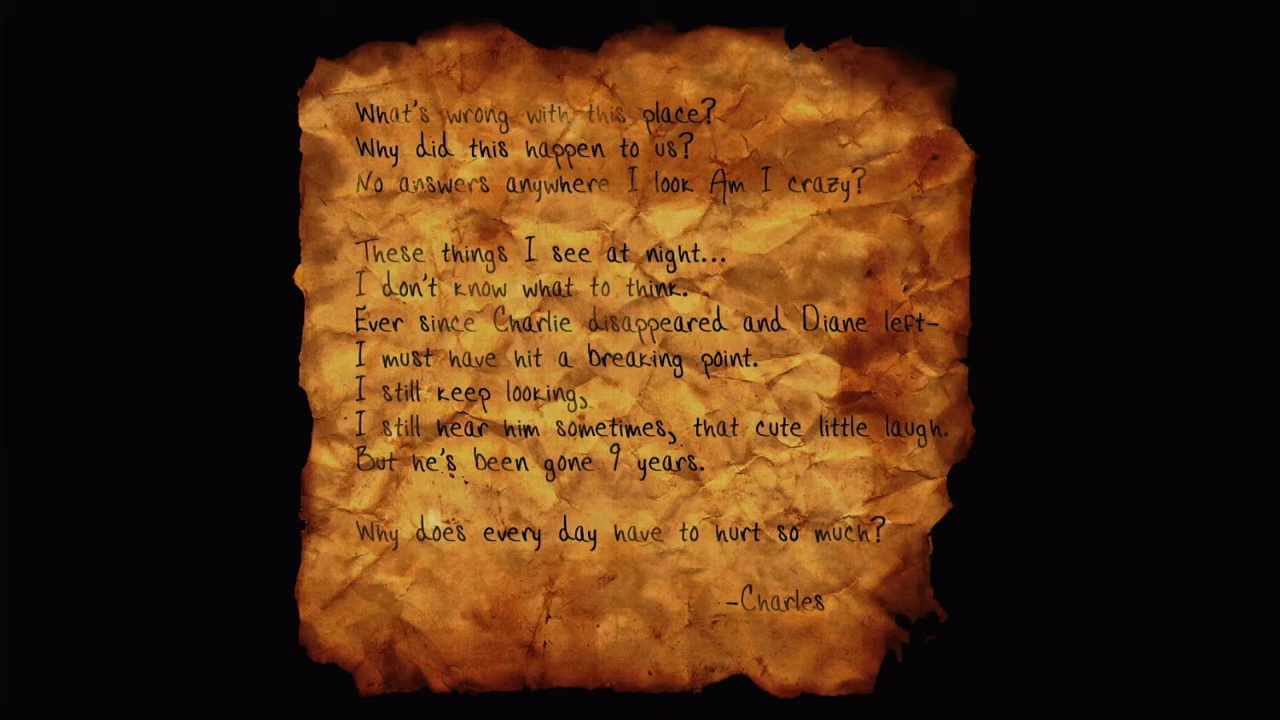 What's wrong with this place?
Why did this happen to us?
No answers anywhere I look Am I crazy?
These things I see at night...
I don't know what to think.
Ever since Charlie disappeared and Diane left-
I must have hit a breaking point.
I still keep looking,
I still hear him sometimes, that cute little laugh.
But he's been gone 9 years.
Why does every day have to hurt so much?
-Charles